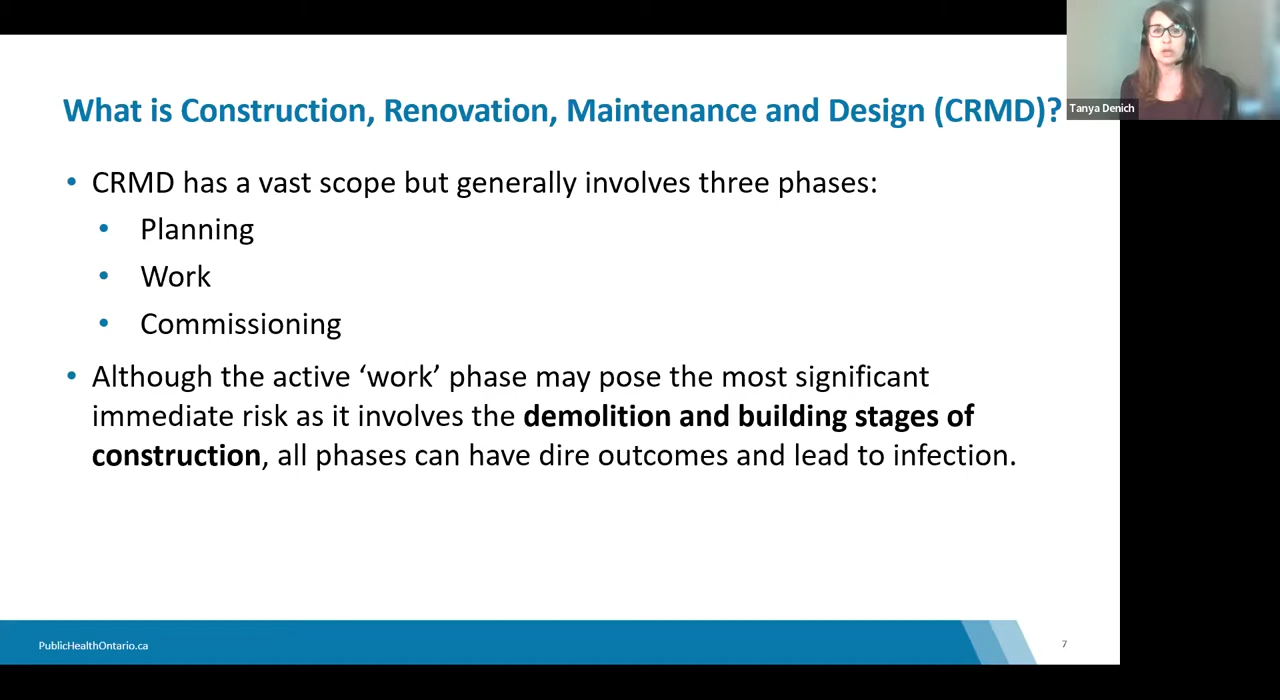 What is Construction, Renovation, Maintenance and Design (CRMD)?
Tanya Denich
• CRMD has a vast scope but generally involves three phases:
• Planning
• Work
• Commissioning
• Although the active ‘work’ phase may pose the most significant
immediate risk as it involves the demolition and building stages of
construction, all phases can have dire outcomes and lead to infection.
PublicHealthOntario.ca
7